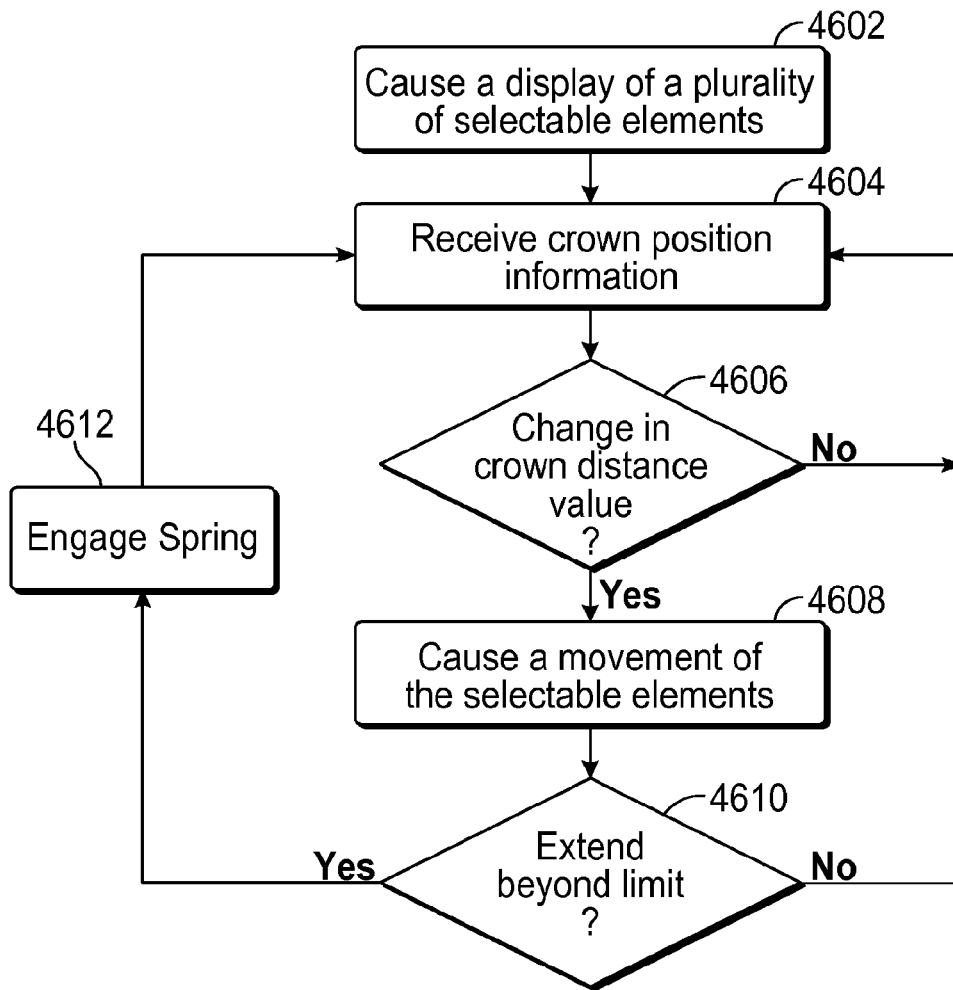 4602
Cause a display of a plurality
of selectable elements
4604
Receive crown position
information
4606
Change in
crown distance
value
?
No
4612
Engage Spring
Yes
4608
Cause a movement of
the selectable elements
4610
Extend
beyond limit
?
Yes
No